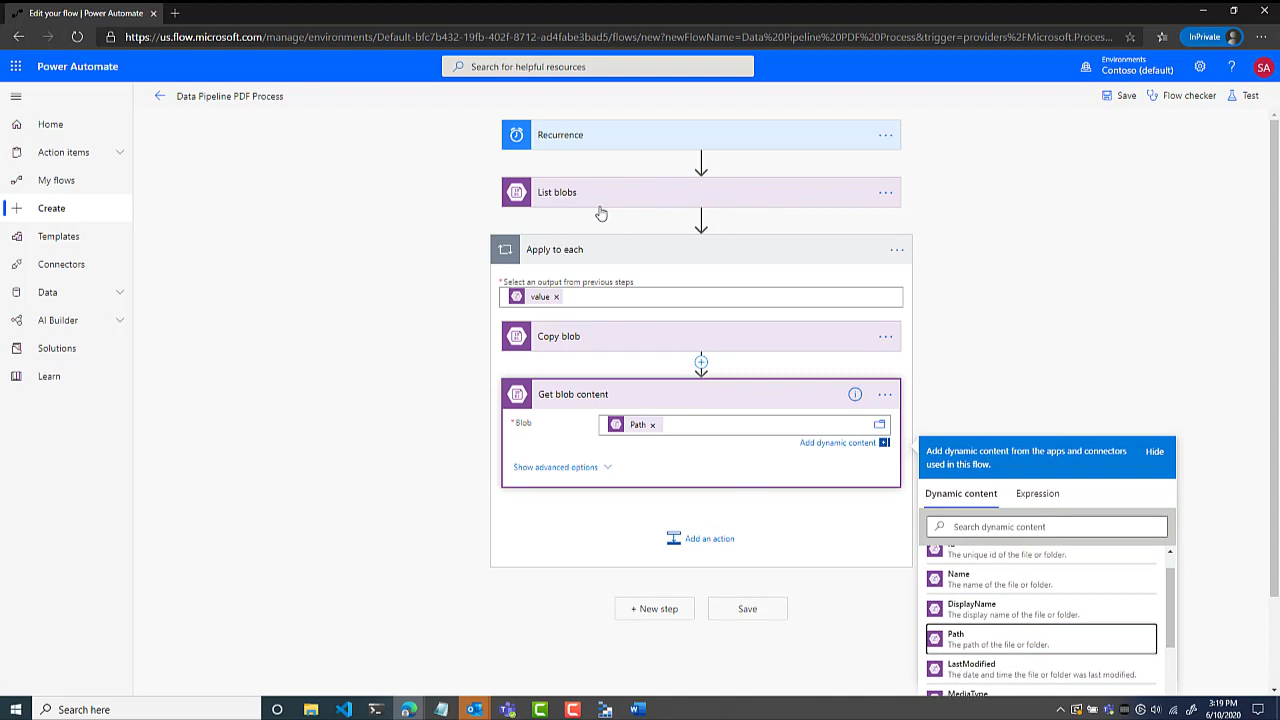 Edit your flow | Power Automate
https://us.flow.microsoft.com/manage/environments/Default-bfc7b432-19fb-402f-8712-ad4fabe3bad5/flows/new?newFlowName=Data%20Pipeline%20PDF%20Process&trigger=providers%2FMicrosoft.Proces...
InPrivate
Power Automate
Search for helpful resources
Environments
Contoso (default)
SA
Data Pipeline PDF Process
Save
Flow checker
Test
Home
Action items
My flows
Create
Templates
Connectors
Data
AI Builder
Solutions
Learn
Recurrence
List blobs
Apply to each
* Select an output from previous steps
value
Copy blob
Get blob content
* Blob
Path
Add dynamic content
Show advanced options
Add an action
+ New step
Save
Add dynamic content from the apps and connectors
used in this flow.
Hide
Dynamic content
Expression
Search dynamic content
The unique id of the file or folder.
Name
The name of the file or folder.
DisplayName
The display name of the file or folder.
Path
The path of the file or folder.
LastModified
The date and time the file or folder was last modified.
MediaType
Search here
3:19 PM
6/10/2020